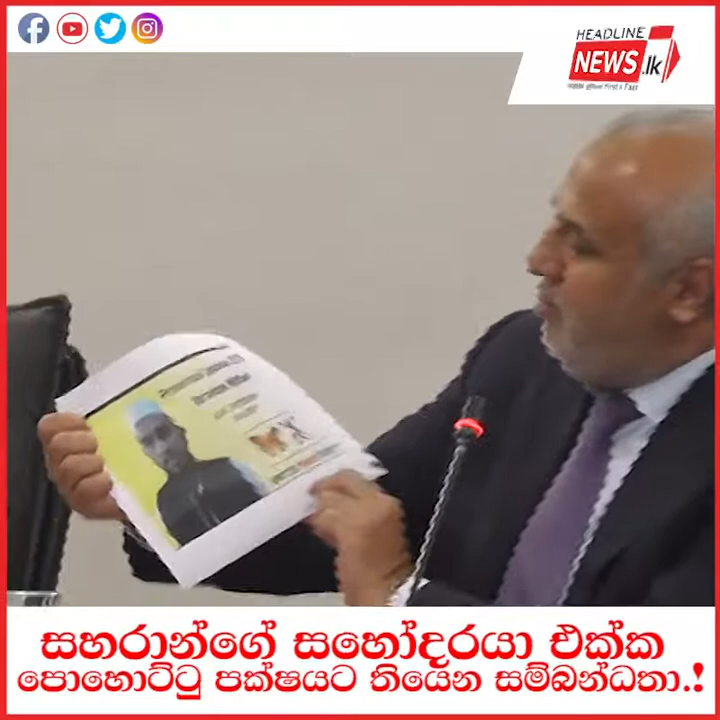 HEADLINE
NEWS.lk
සහරාන්ගේ සහෝදරයා එක්ක
පොහොට්ටු පක්ෂයට තියෙන සම්බන්ධතා.!